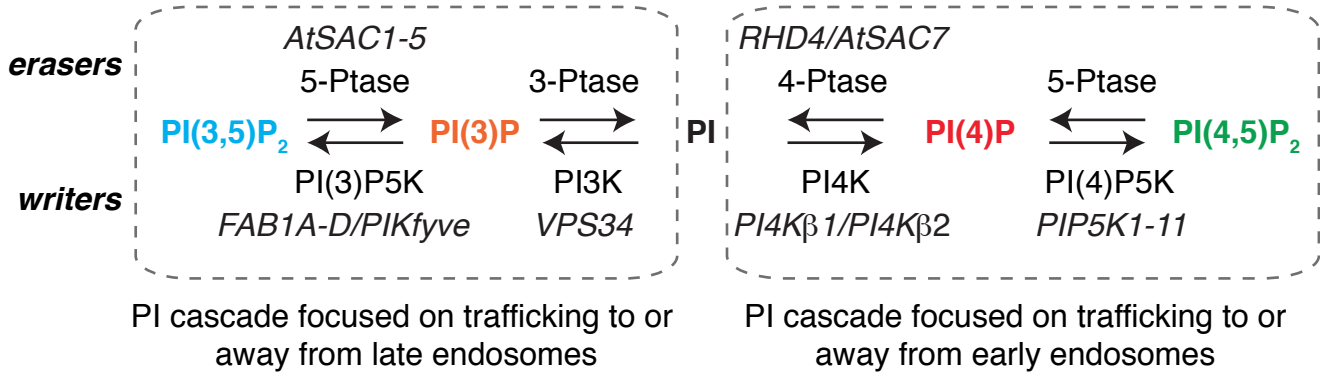 AtSAC1-5 RHD4/AtSAC7
erasers 5-Ptase 3-Ptase 4-Ptase 5-Ptase
PI(3,5)P₂ PI(3)P PI PI(4)P PI(4,5)P₂
writers PI(3)P5K PI3K PI4K PI(4)P5K
FAB1A-D/PIKfyve VPS34 PI4Kβ1/PI4Kβ2 PIP5K1-11
PI cascade focused on trafficking to or
away from late endosomes
PI cascade focused on trafficking to or
away from early endosomes